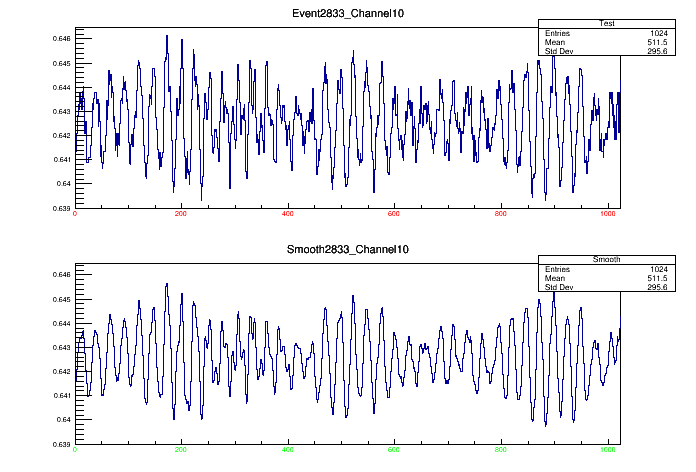 Event2833_Channel10
Test
Entries 1024
Mean 511.5
Std Dev 295.6
0.646
0.645
0.644
0.643
0.642
0.641
0.64
0.639
0 200 400 600 800 1000
Smooth2833_Channel10
Smooth
Entries 1024
Mean 511.5
Std Dev 295.6
0.646
0.645
0.644
0.643
0.642
0.641
0.64
0.639
0 200 400 600 800 1000